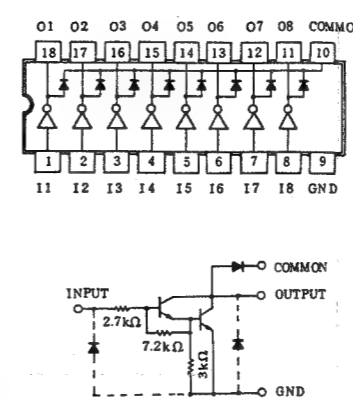 O1 O2 O3 O4 O5 O6 O7 O8 COMMO
18 17 16 15 14 13 12 11 10
1 2 3 4 5 6 7 8 9
I1 I2 I3 I4 I5 I6 I7 I8 GND
COMMON
INPUT
OUTPUT
2.7kΩ
7.2kΩ
3kΩ
GND